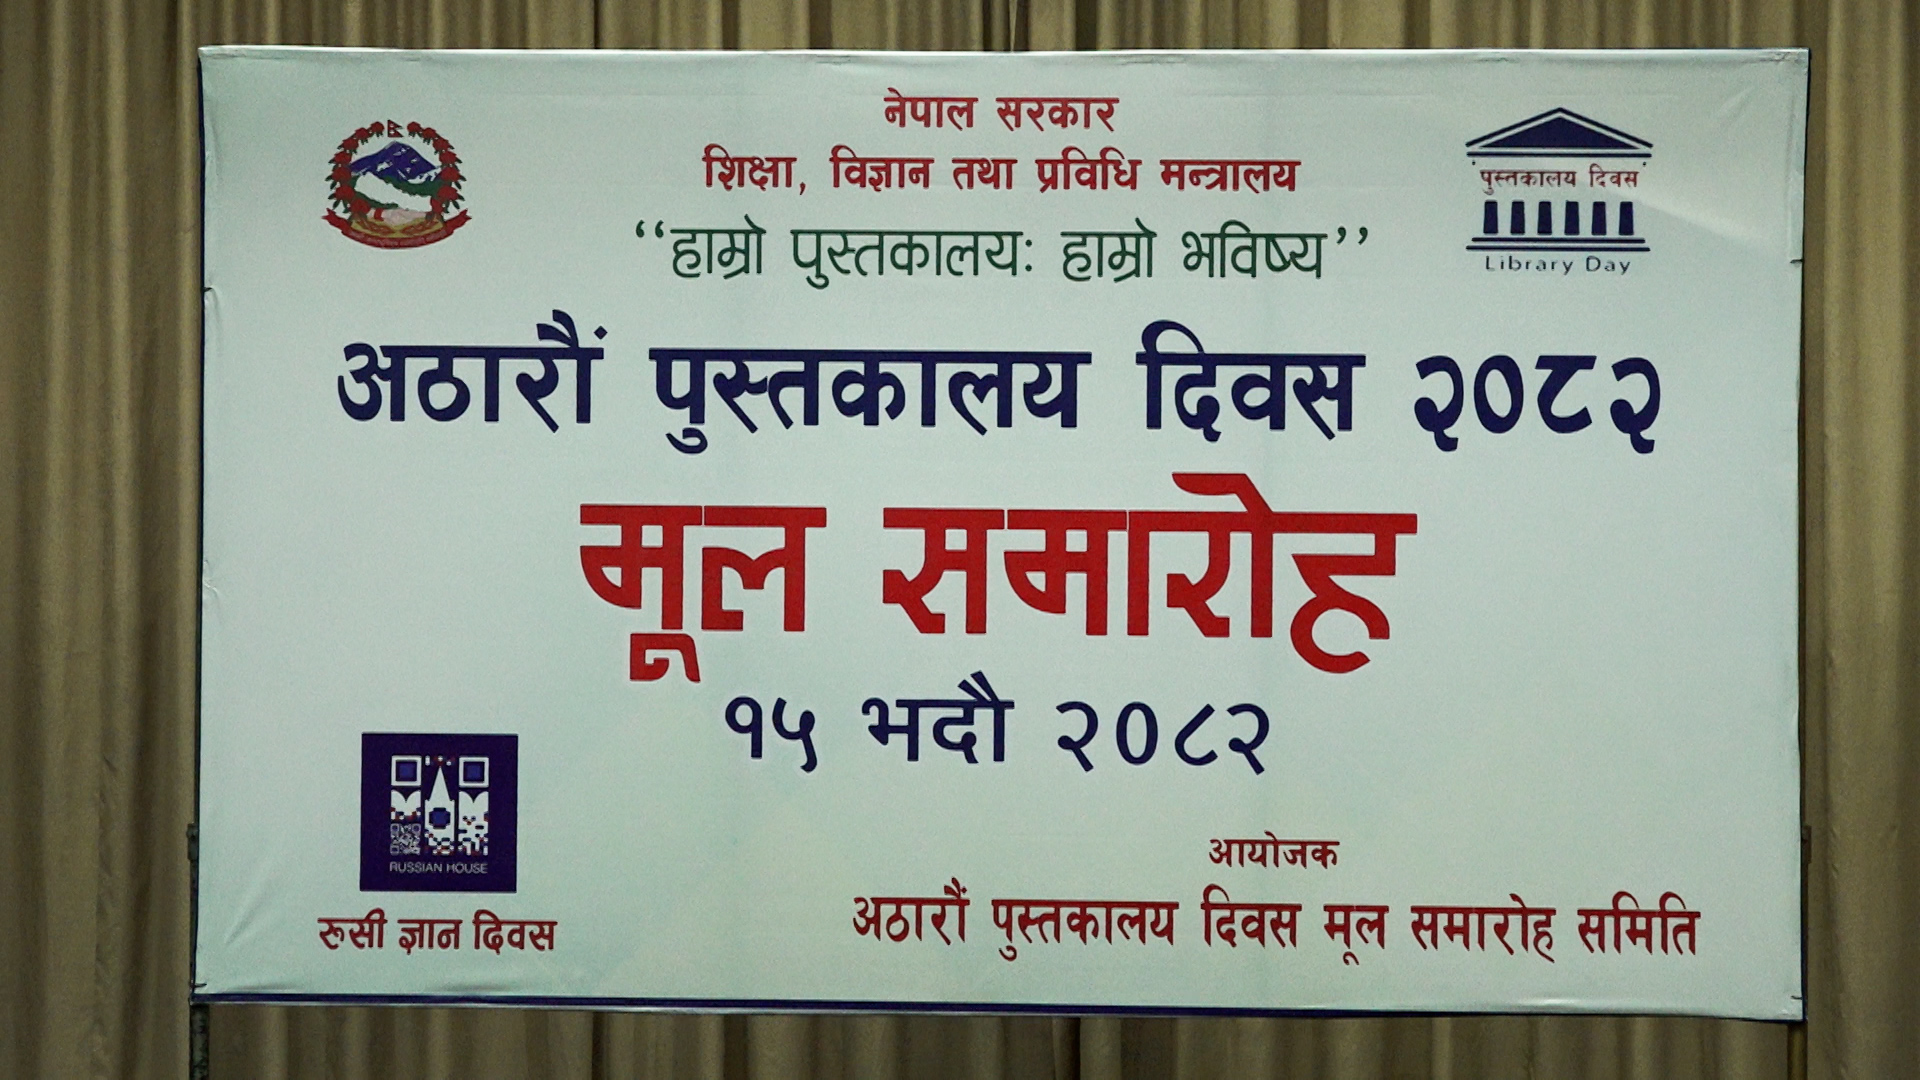 नेपाल सरकार
शिक्षा, विज्ञान तथा प्रविधि मन्त्रालय
“हाम्रो पुस्तकालयः हाम्रो भविष्य”
पुस्तकालय दिवस
Library Day
अठारौं पुस्तकालय दिवस २०८२
मूल समारोह
१५ भदौ २०८२
RUSSIAN HOUSE
रूसी ज्ञान दिवस
आयोजक
अठारौं पुस्तकालय दिवस मूल समारोह समिति